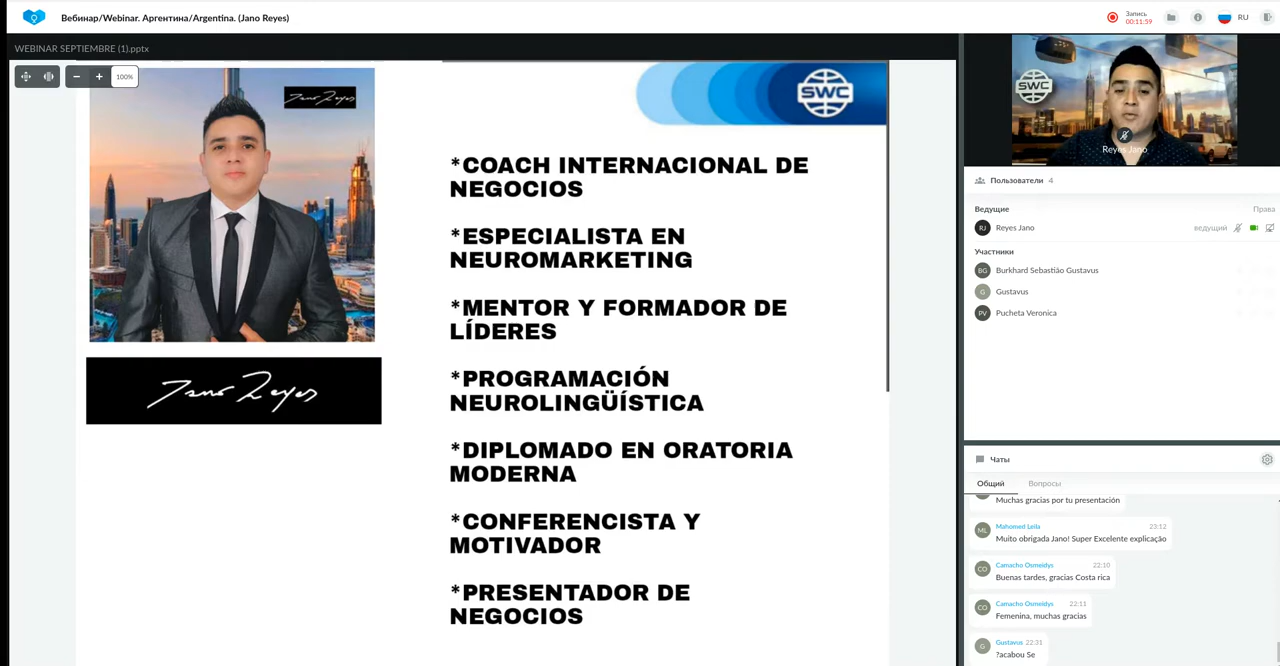 Вебинар/Webinar. Аргентина/Argentina. (Jano Reyes)
Запись
00:11:59
RU
WEBINAR SEPTIEMBRE (1).pptx
100%
Jano Reyes
SWC
*COACH INTERNACIONAL DE
NEGOCIOS
*ESPECIALISTA EN
NEUROMARKETING
*MENTOR Y FORMADOR DE
LÍDERES
*PROGRAMACIÓN
NEUROLINGÜÍSTICA
*DIPLOMADO EN ORATORIA
MODERNA
*CONFERENCISTA Y
MOTIVADOR
*PRESENTADOR DE
NEGOCIOS
Jano Reyes
SWC
Reyes Jano
Пользователи 4
Ведущие Права
RJ Reyes Jano ведущий
Участники
BG Burkhard Sebastião Gustavus
G Gustavus
PV Pucheta Veronica
Чаты
Общий Вопросы
Muchas gracias por tu presentación
ML Mahomed Leila 23:12
Muito obrigada Jano! Super Excelente explicação
CO Camacho Osmeidys 22:10
Buenas tardes, gracias Costa rica
CO Camacho Osmeidys 22:11
Femenina, muchas gracias
G Gustavus 22:31
?acabou Se